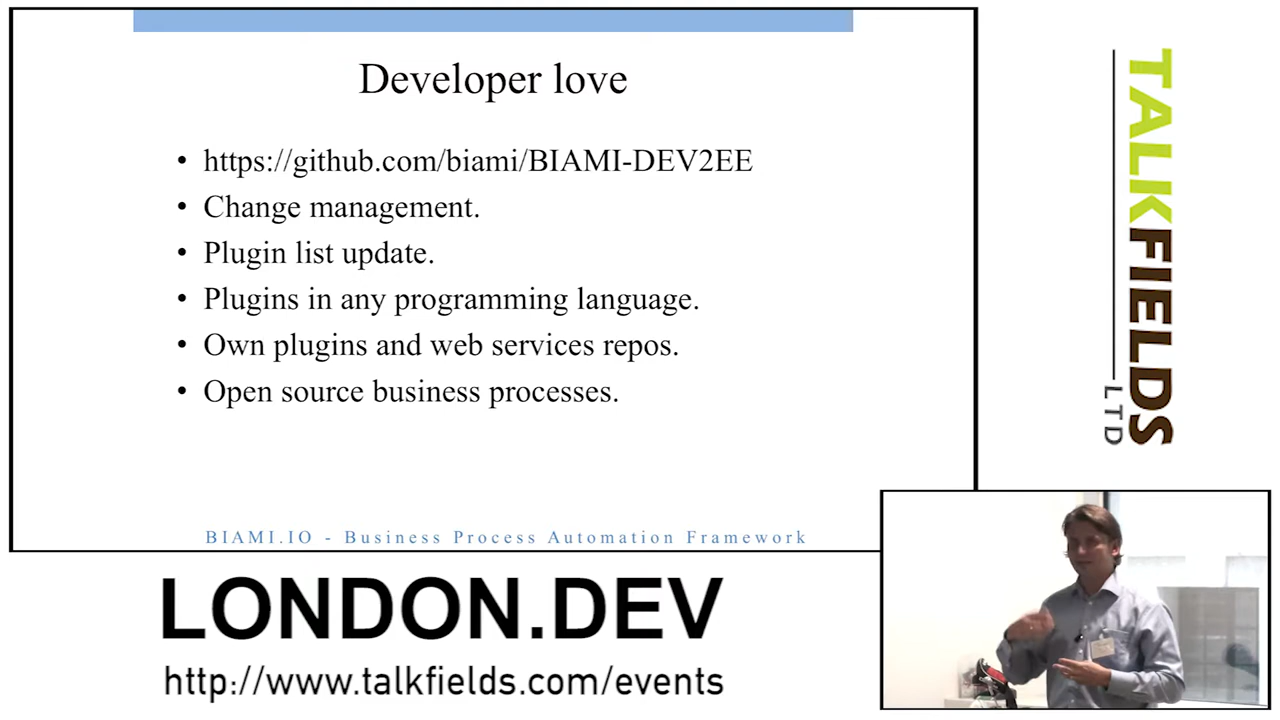 Developer love
• https://github.com/biami/BIAMI-DEV2EE
• Change management.
• Plugin list update.
• Plugins in any programming language.
• Own plugins and web services repos.
• Open source business processes.
BIAMI.IO - Business Process Automation Framework
TALKFIELDS
LTD
LONDON.DEV
http://www.talkfields.com/events